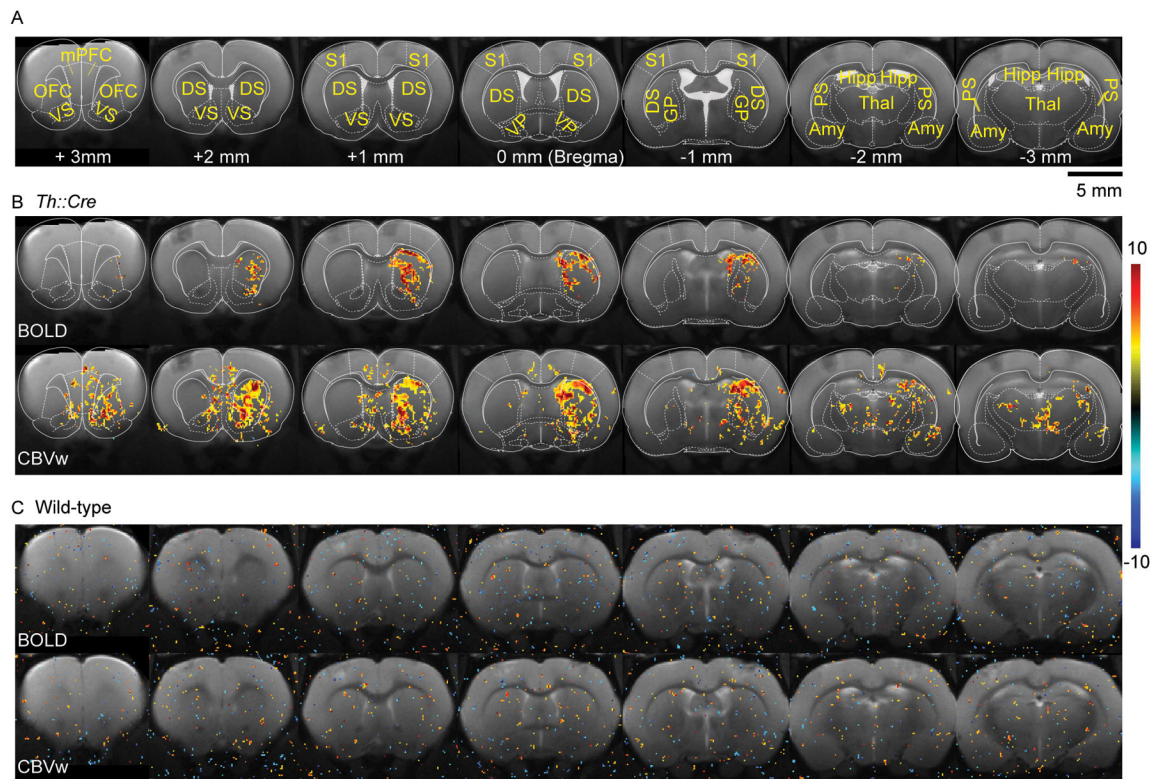 A
mPFC
OFC OFC
VS VS
+ 3mm
DS DS
VS VS
+2 mm
S1 S1
DS DS
VS VS
+1 mm
S1 S1
DS DS
VP VP
0 mm (Bregma)
S1 S1
DS GP GP DS
-1 mm
Hipp Hipp
PS Thal PS
Amy Amy
-2 mm
Hipp Hipp
PS Thal PS
Amy Amy
-3 mm
5 mm
B Th::Cre
BOLD
CBVw
10
-10
C Wild-type
BOLD
CBVw